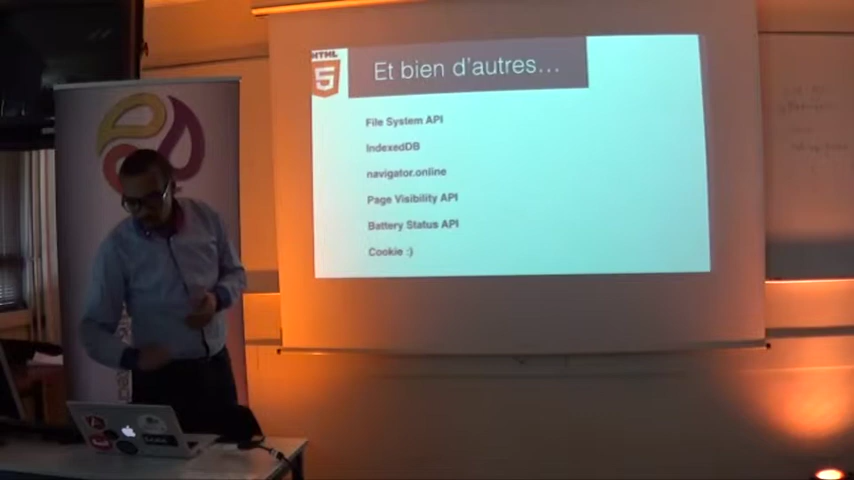 HTML
5
Et bien d'autres...
File System API
IndexedDB
navigator.online
Page Visibility API
Battery Status API
Cookie :)